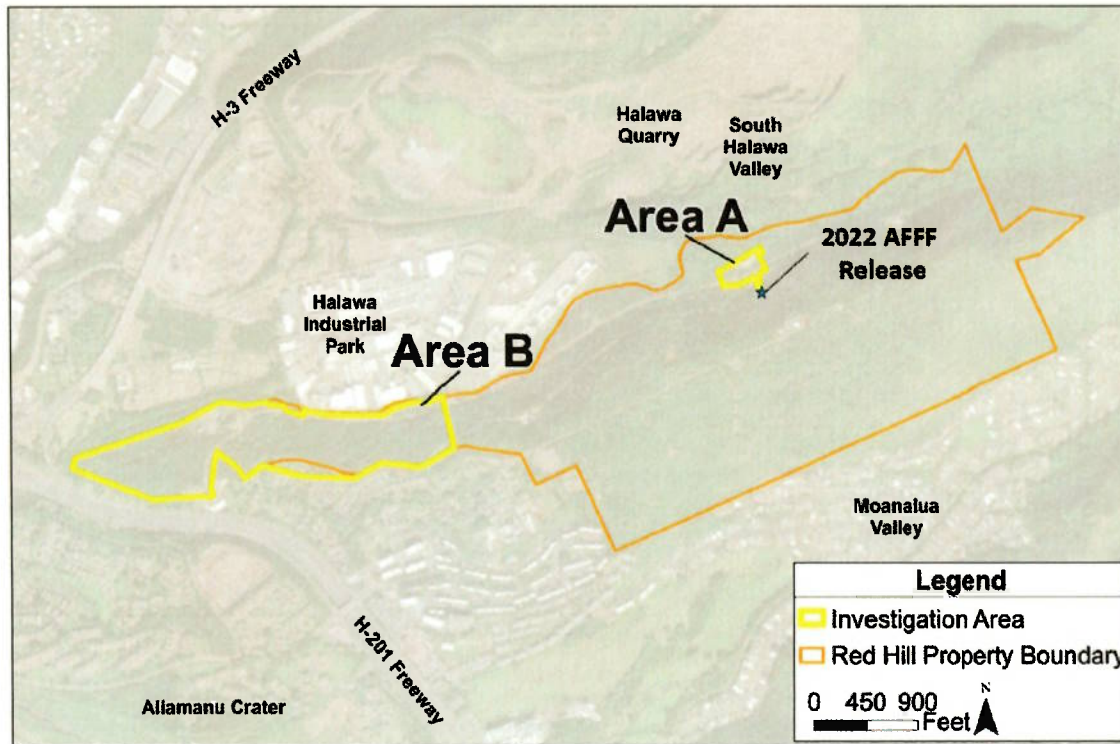 H-3 Freeway
Halawa
Quarry
South
Halawa
Valley
Area A
2022 AFFF
Release
Halawa
Industrial
Park
Area B
Moanalua
Valley
H-201 Freeway
Aliamanu Crater
Legend
Investigation Area
Red Hill Property Boundary
0 450 900
Feet
N